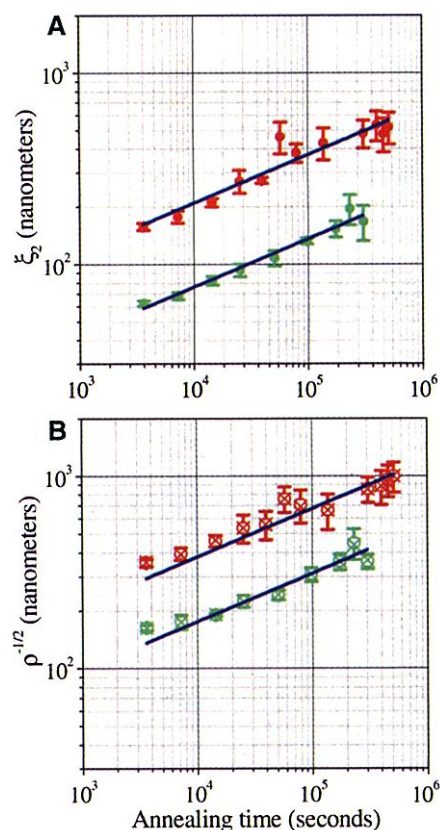 A
10³
10²
ξ₂ (nanometers)
10³ 10⁴ 10⁵ 10⁶
B
10³
10²
ρ⁻¹/² (nanometers)
10³ 10⁴ 10⁵ 10⁶
Annealing time (seconds)